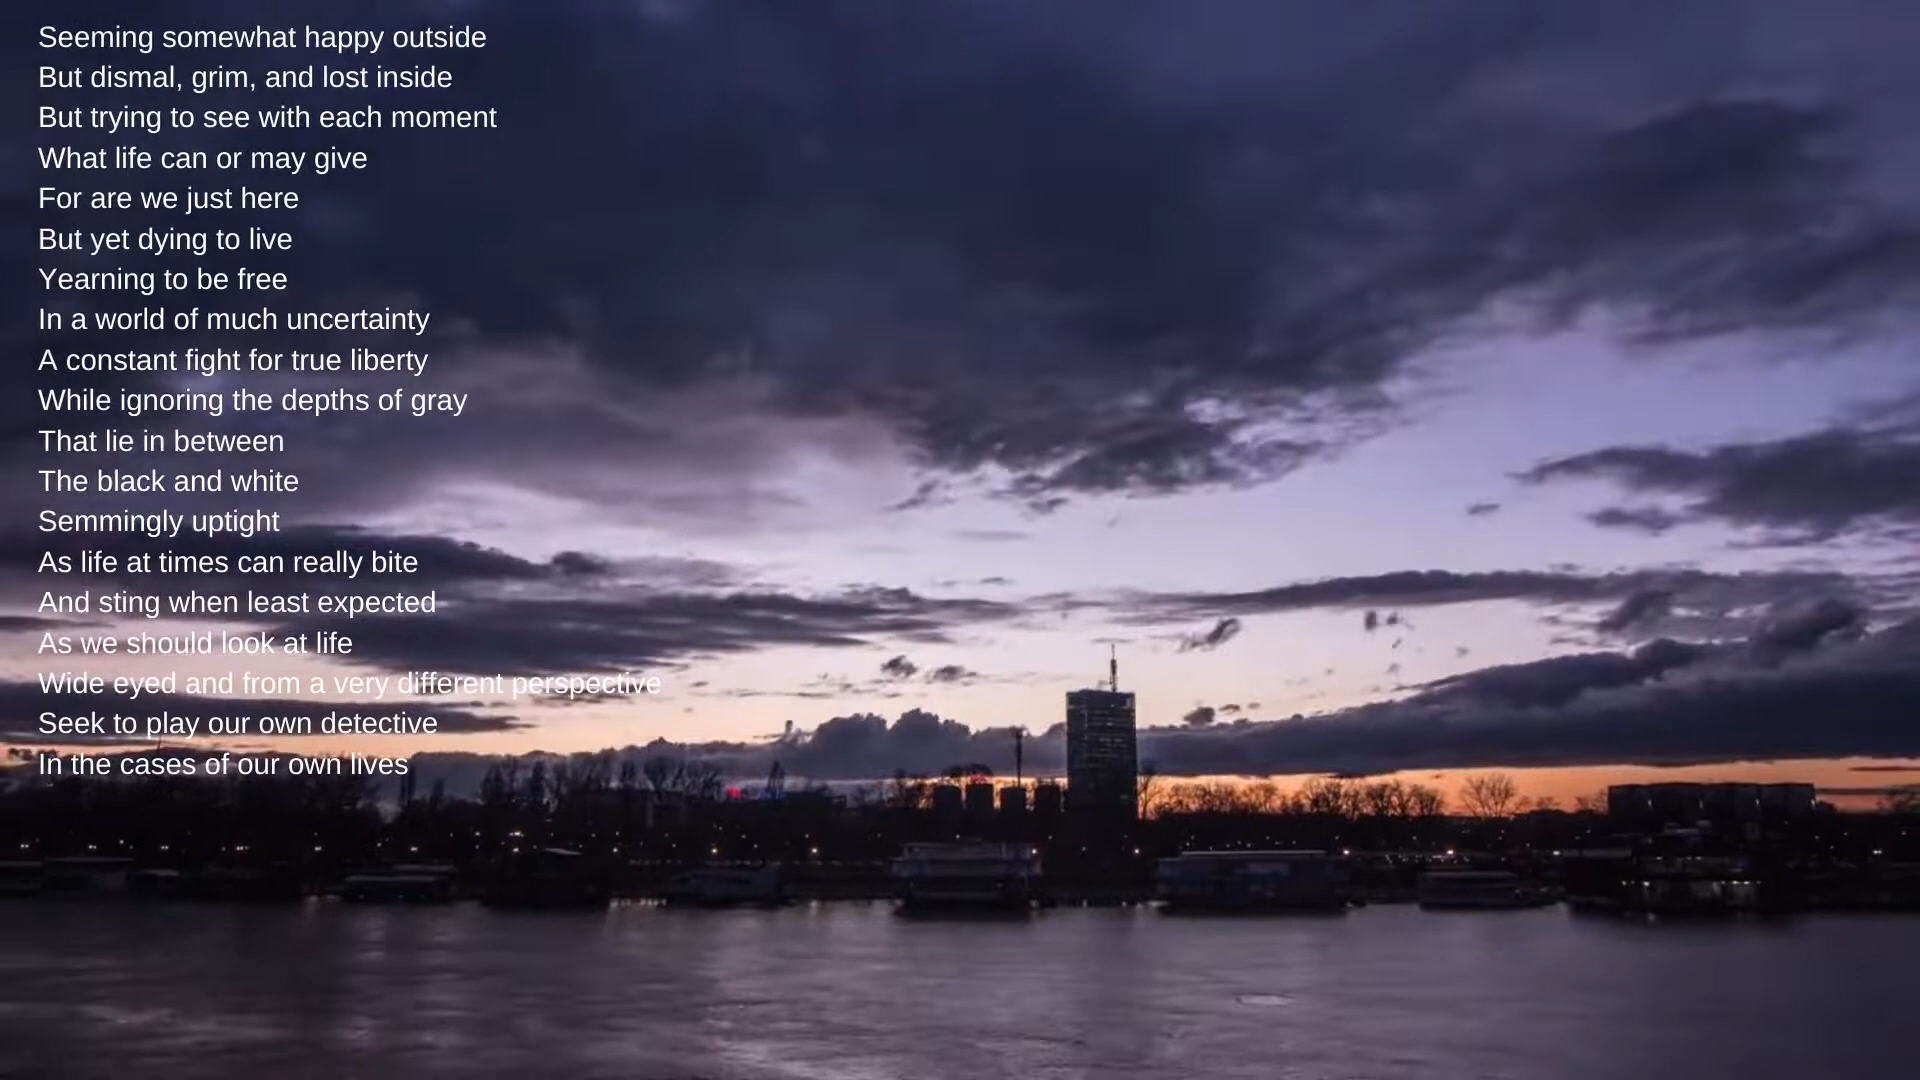 Seeming somewhat happy outside
But dismal, grim, and lost inside
But trying to see with each moment
What life can or may give
For are we just here
But yet dying to live
Yearning to be free
In a world of much uncertainty
A constant fight for true liberty
While ignoring the depths of gray
That lie in between
The black and white
Semmingly uptight
As life at times can really bite
And sting when least expected
As we should look at life
Wide eyed and from a very different perspective
Seek to play our own detective
In the cases of our own lives